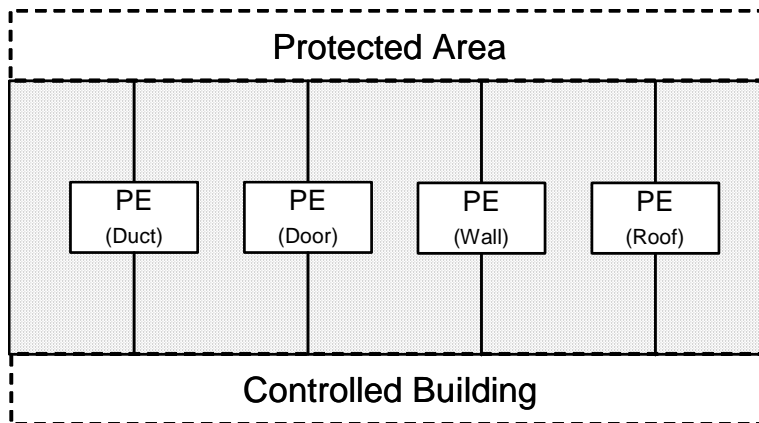 Protected Area
PE
(Duct)
PE
(Door)
PE
(Wall)
PE
(Roof)
Controlled Building